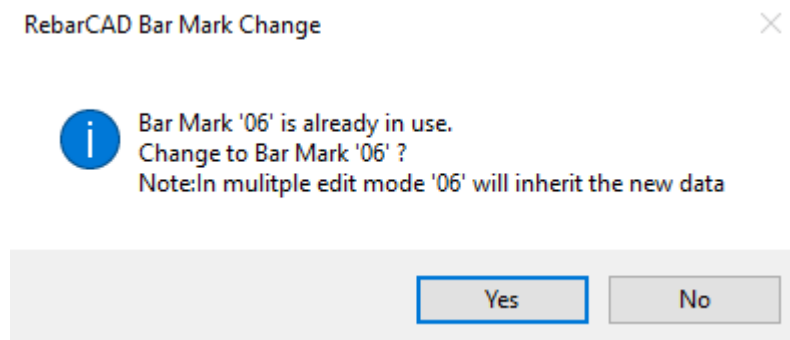 RebarCAD Bar Mark Change
Bar Mark '06' is already in use.
Change to Bar Mark '06' ?
Note:In mulitple edit mode '06' will inherit the new data
Yes No